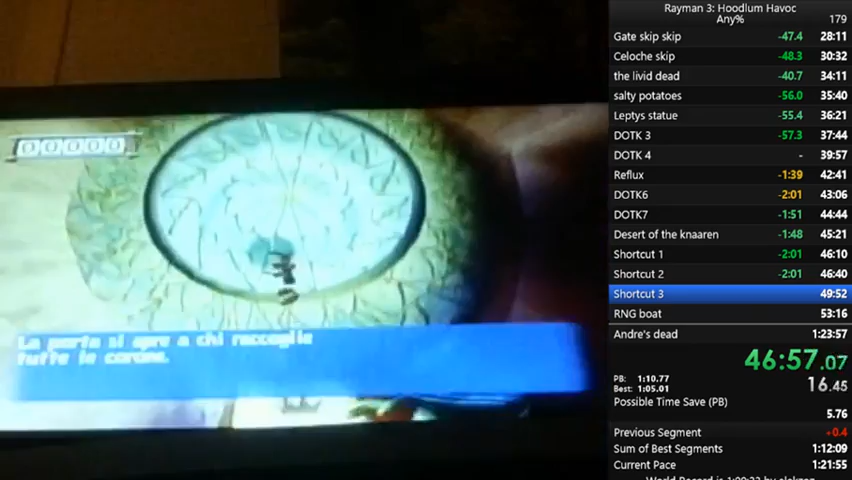 Rayman 3: Hoodlum Havoc
Any% 179
Gate skip skip -47.4 28:11
Celoche skip -48.3 30:32
the livid dead -40.7 34:11
salty potatoes -56.0 35:40
Leptys statue -55.4 36:21
DOTK 3 -57.3 37:44
DOTK 4 - 39:57
Reflux -1:39 42:41
DOTK6 -2:01 43:06
DOTK7 -1:51 44:44
Desert of the knaaren -1:48 45:21
Shortcut 1 -2:01 46:10
Shortcut 2 -2:01 46:40
Shortcut 3 49:52
RNG boat 53:16
Andre's dead 1:23:57
46:57.07
PB: 1:10.77
Best: 1:05.01
16.45
Possible Time Save (PB)
5.76
Previous Segment +0.4
Sum of Best Segments 1:12:09
Current Pace 1:21:55
World Record is
00000
La porta si apre a chi raccoglie
tutte le corone.